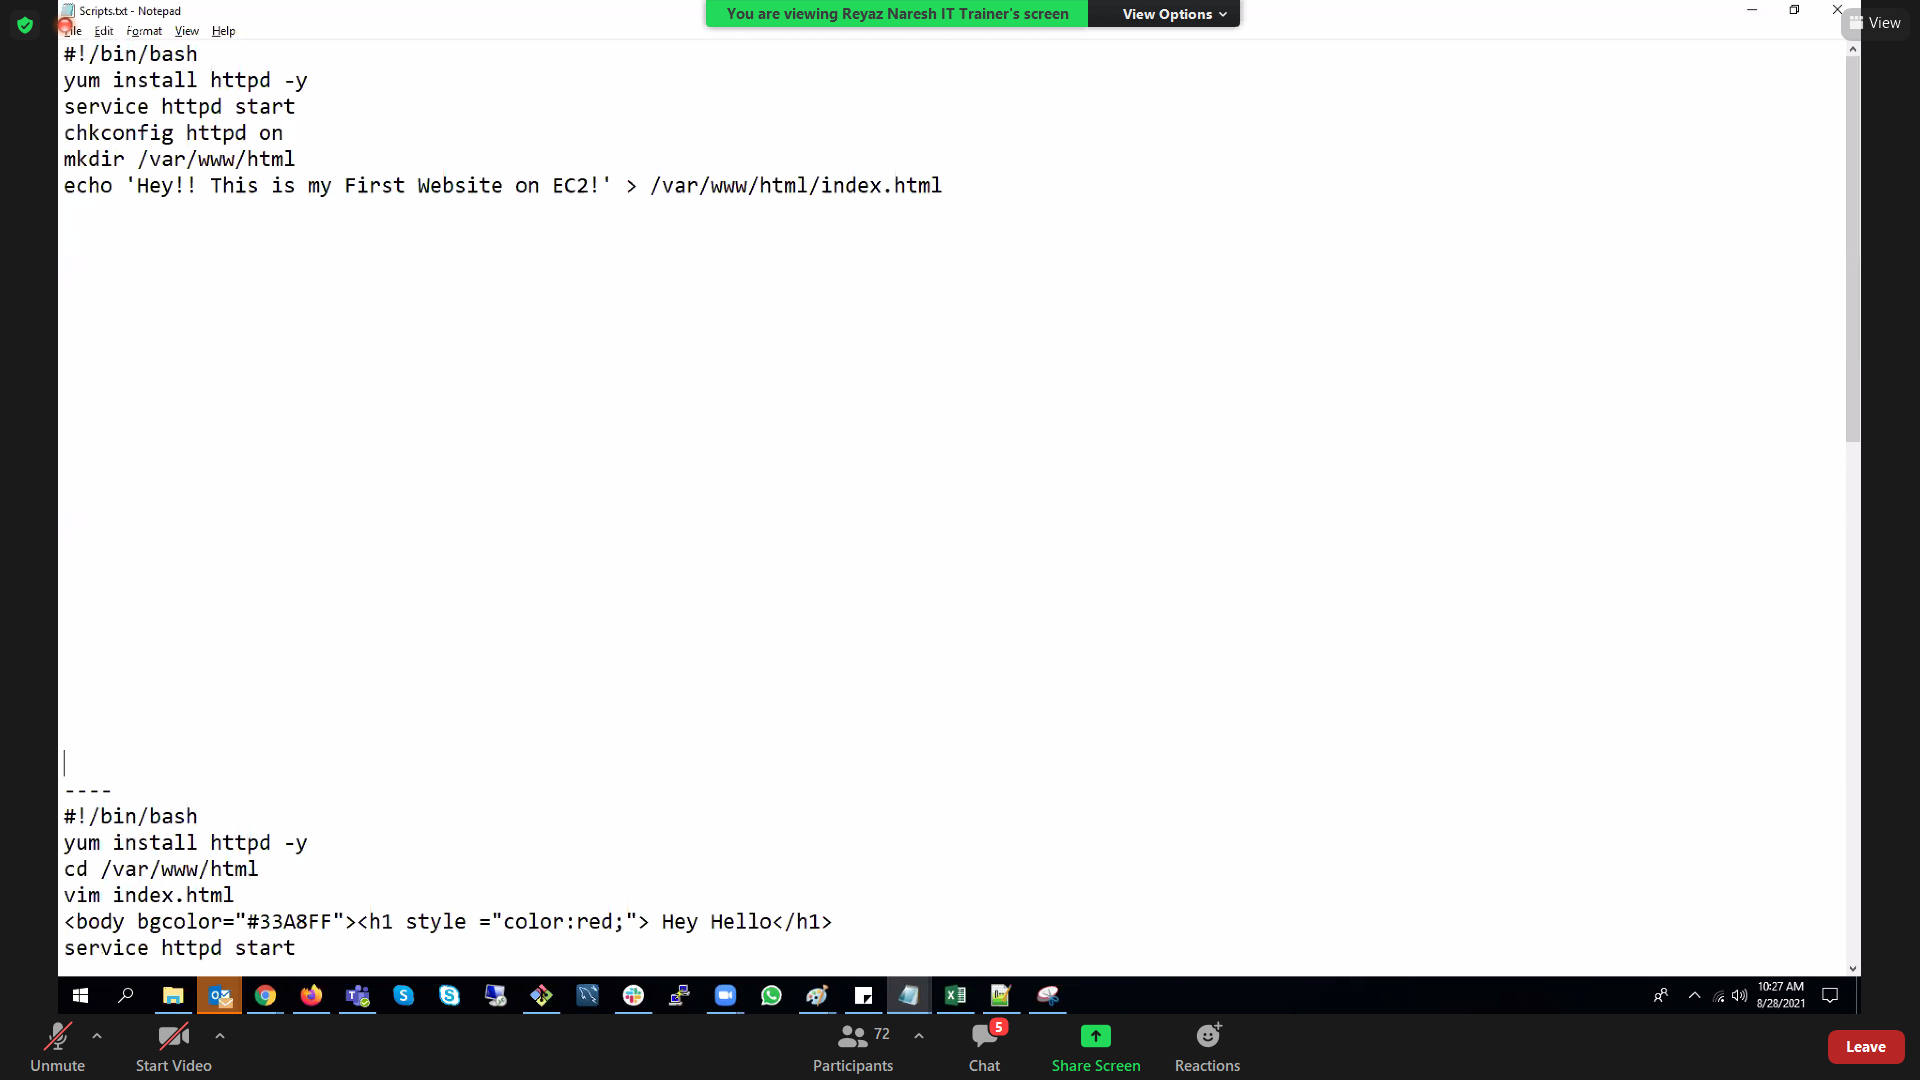 Scripts.txt - Notepad
You are viewing Reyaz Naresh IT Trainer's screen
View Options
View
Edit Format View Help
#!/bin/bash
yum install httpd -y
service httpd start
chkconfig httpd on
mkdir /var/www/html
echo 'Hey!! This is my First Website on EC2!' > /var/www/html/index.html
----
#!/bin/bash
yum install httpd -y
cd /var/www/html
vim index.html
<body bgcolor="#33A8FF"><h1 style ="color:red;"> Hey Hello</h1>
service httpd start
10:27 AM
8/28/2021
72
5
Unmute
Start Video
Participants
Chat
Share Screen
Reactions
Leave